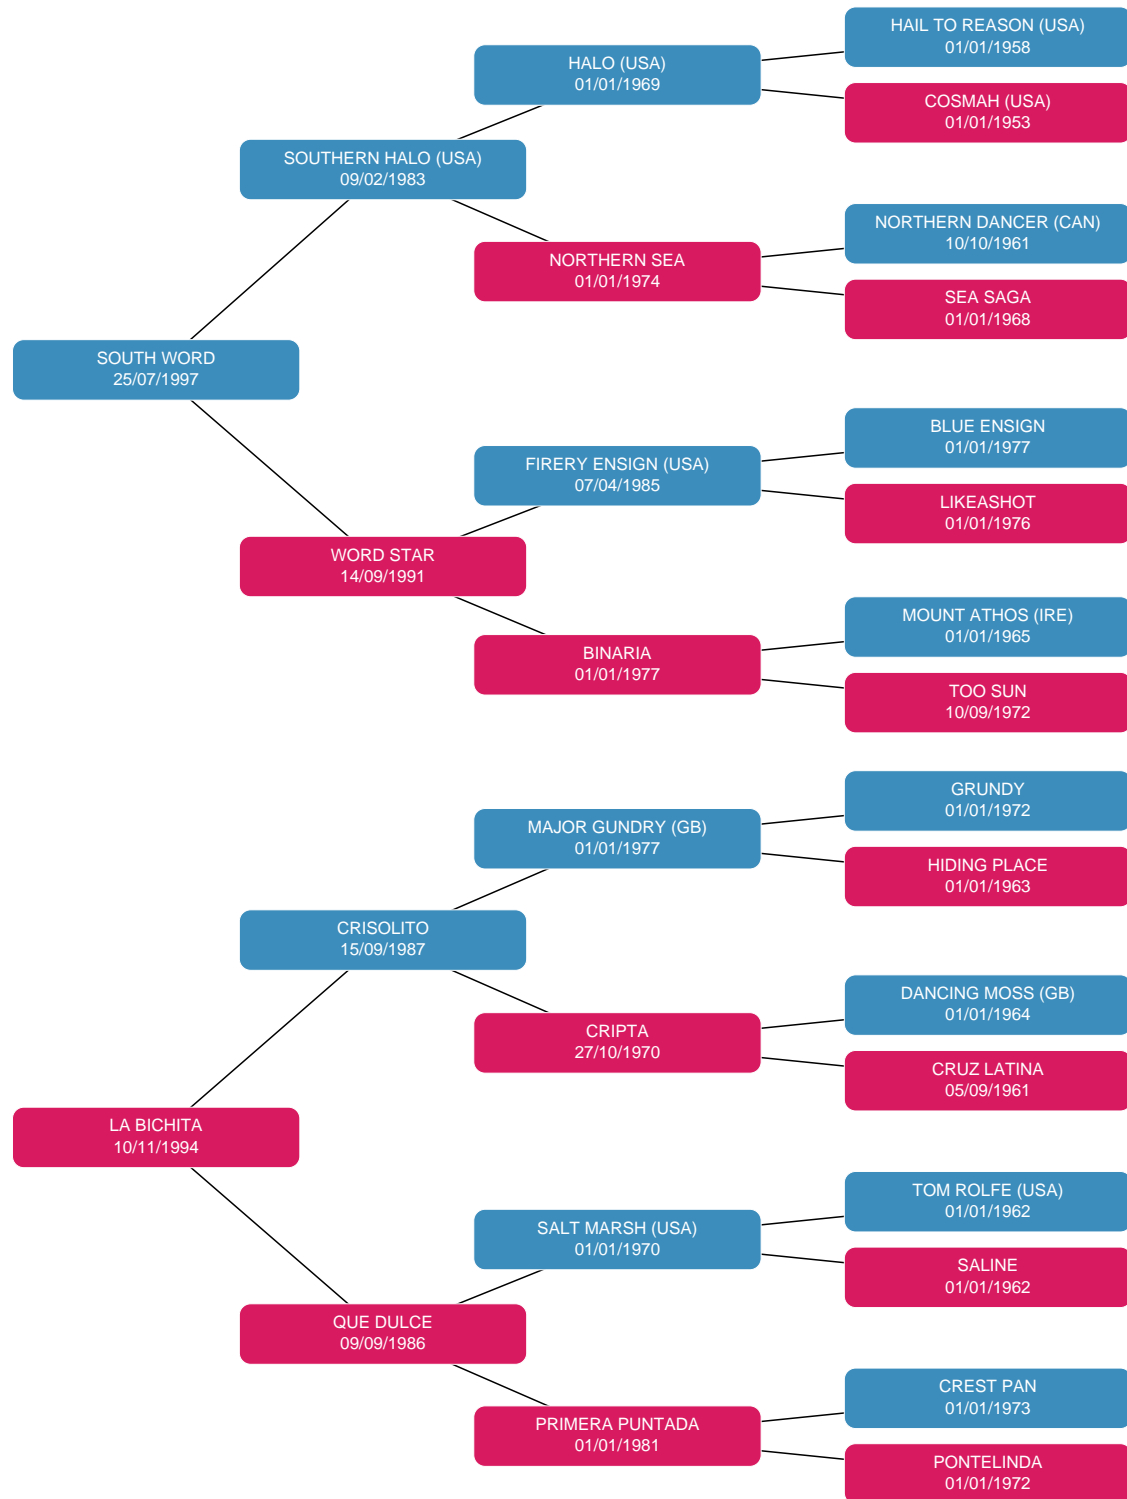 HAIL TO REASON (USA)
01/01/1958
HALO (USA)
01/01/1969
COSMAH (USA)
01/01/1953
SOUTHERN HALO (USA)
09/02/1983
NORTHERN DANCER (CAN)
10/10/1961
NORTHERN SEA
01/01/1974
SEA SAGA
01/01/1968
SOUTH WORD
25/07/1997
BLUE ENSIGN
01/01/1977
FIRERY ENSIGN (USA)
07/04/1985
LIKEASHOT
01/01/1976
WORD STAR
14/09/1991
MOUNT ATHOS (IRE)
01/01/1965
BINARIA
01/01/1977
TOO SUN
10/09/1972
GRUNDY
01/01/1972
MAJOR GUNDRY (GB)
01/01/1977
HIDING PLACE
01/01/1963
CRISOLITO
15/09/1987
DANCING MOSS (GB)
01/01/1964
CRIPTA
27/10/1970
CRUZ LATINA
05/09/1961
LA BICHITA
10/11/1994
TOM ROLFE (USA)
01/01/1962
SALT MARSH (USA)
01/01/1970
SALINE
01/01/1962
QUE DULCE
09/09/1986
CREST PAN
01/01/1973
PRIMERA PUNTADA
01/01/1981
PONTELINDA
01/01/1972